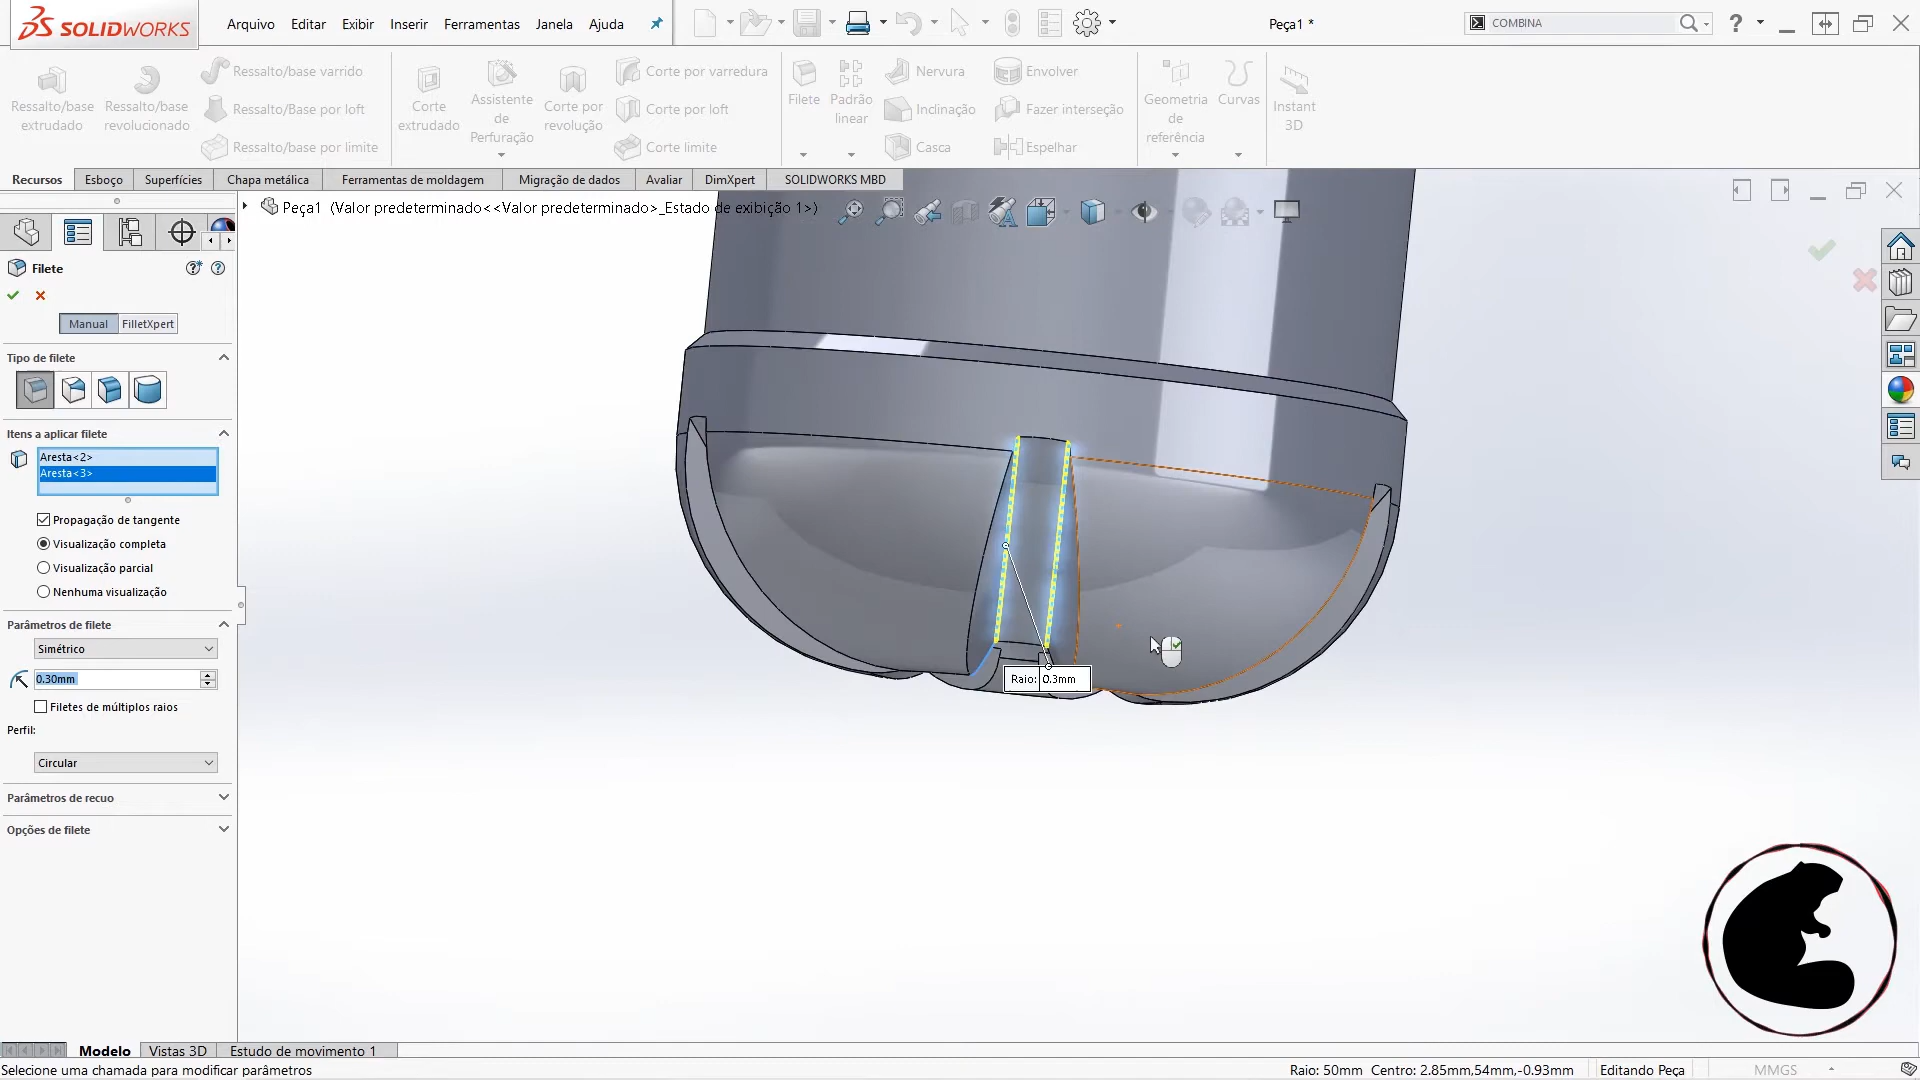 SOLIDWORKS
Arquivo Editar Exibir Inserir Ferramentas Janela Ajuda
Peça1 *
COMBINA
Ressalto/base extrudado
Ressalto/base revolucionado
Ressalto/base varrido
Ressalto/Base por loft
Ressalto/base por limite
Corte extrudado
Assistente de Perfuração
Corte por revolução
Corte por varredura
Corte por loft
Corte limite
Filete
Padrão linear
Nervura
Inclinação
Casca
Envolver
Fazer interseção
Espelhar
Geometria de referência
Curvas
Instant 3D
Recursos Esboço Superfícies Chapa metálica Ferramentas de moldagem Migração de dados Avaliar DimXpert SOLIDWORKS MBD
Peça1 (Valor predeterminado<<Valor predeterminado>_Estado de exibição 1>)
Filete
Manual FilletXpert
Tipo de filete
Itens a aplicar filete
Aresta<2>
Aresta<3>
Propagação de tangente
Visualização completa
Visualização parcial
Nenhuma visualização
Parâmetros de filete
Simétrico
0.30mm
Filetes de múltiplos raios
Perfil:
Circular
Parâmetros de recuo
Opções de filete
Raio: 0.3mm
Modelo Vistas 3D Estudo de movimento 1
Selecione uma chamada para modificar parâmetros
Raio: 50mm Centro: 2.85mm,54mm,-0.93mm Editando Peça MMGS